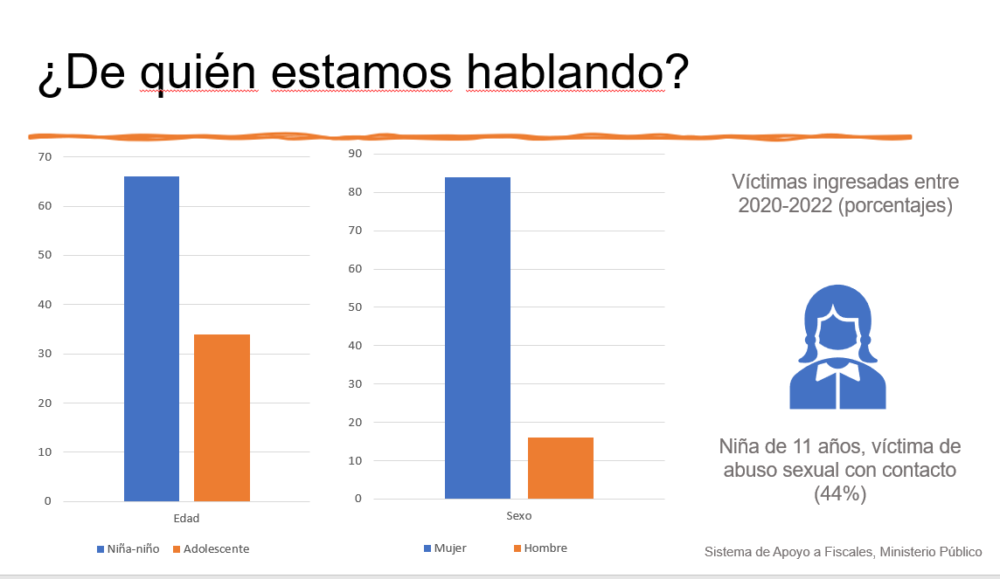 ¿De quién estamos hablando?
70
60
50
40
30
20
10
0
Edad
Niña-niño Adolescente
90
80
70
60
50
40
30
20
10
0
Sexo
Mujer Hombre
Víctimas ingresadas entre
2020-2022 (porcentajes)
Niña de 11 años, víctima de
abuso sexual con contacto
(44%)
Sistema de Apoyo a Fiscales, Ministerio Público